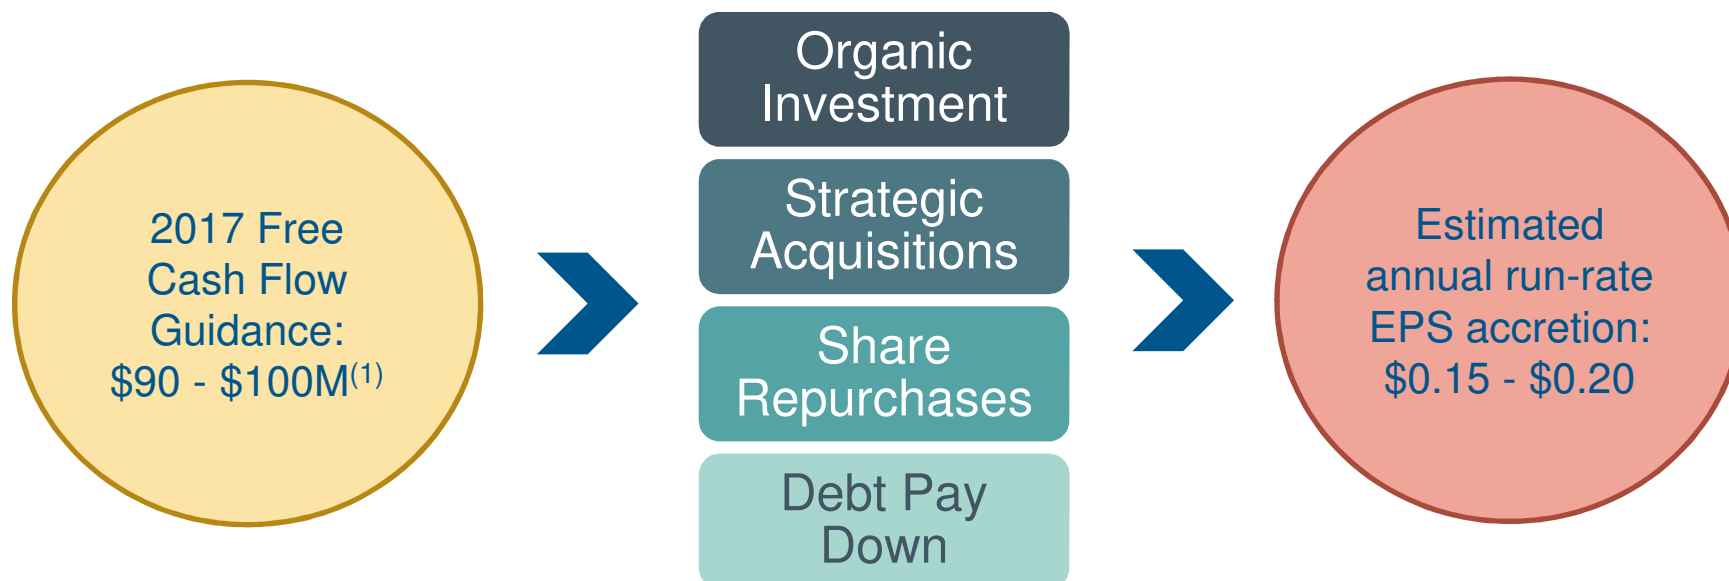 2017 Free
Cash Flow
Guidance:
$90 - $100M(1)
Organic
Investment
Strategic
Acquisitions
Share
Repurchases
Debt Pay
Down
Estimated
annual run-rate
EPS accretion:
$0.15 - $0.20